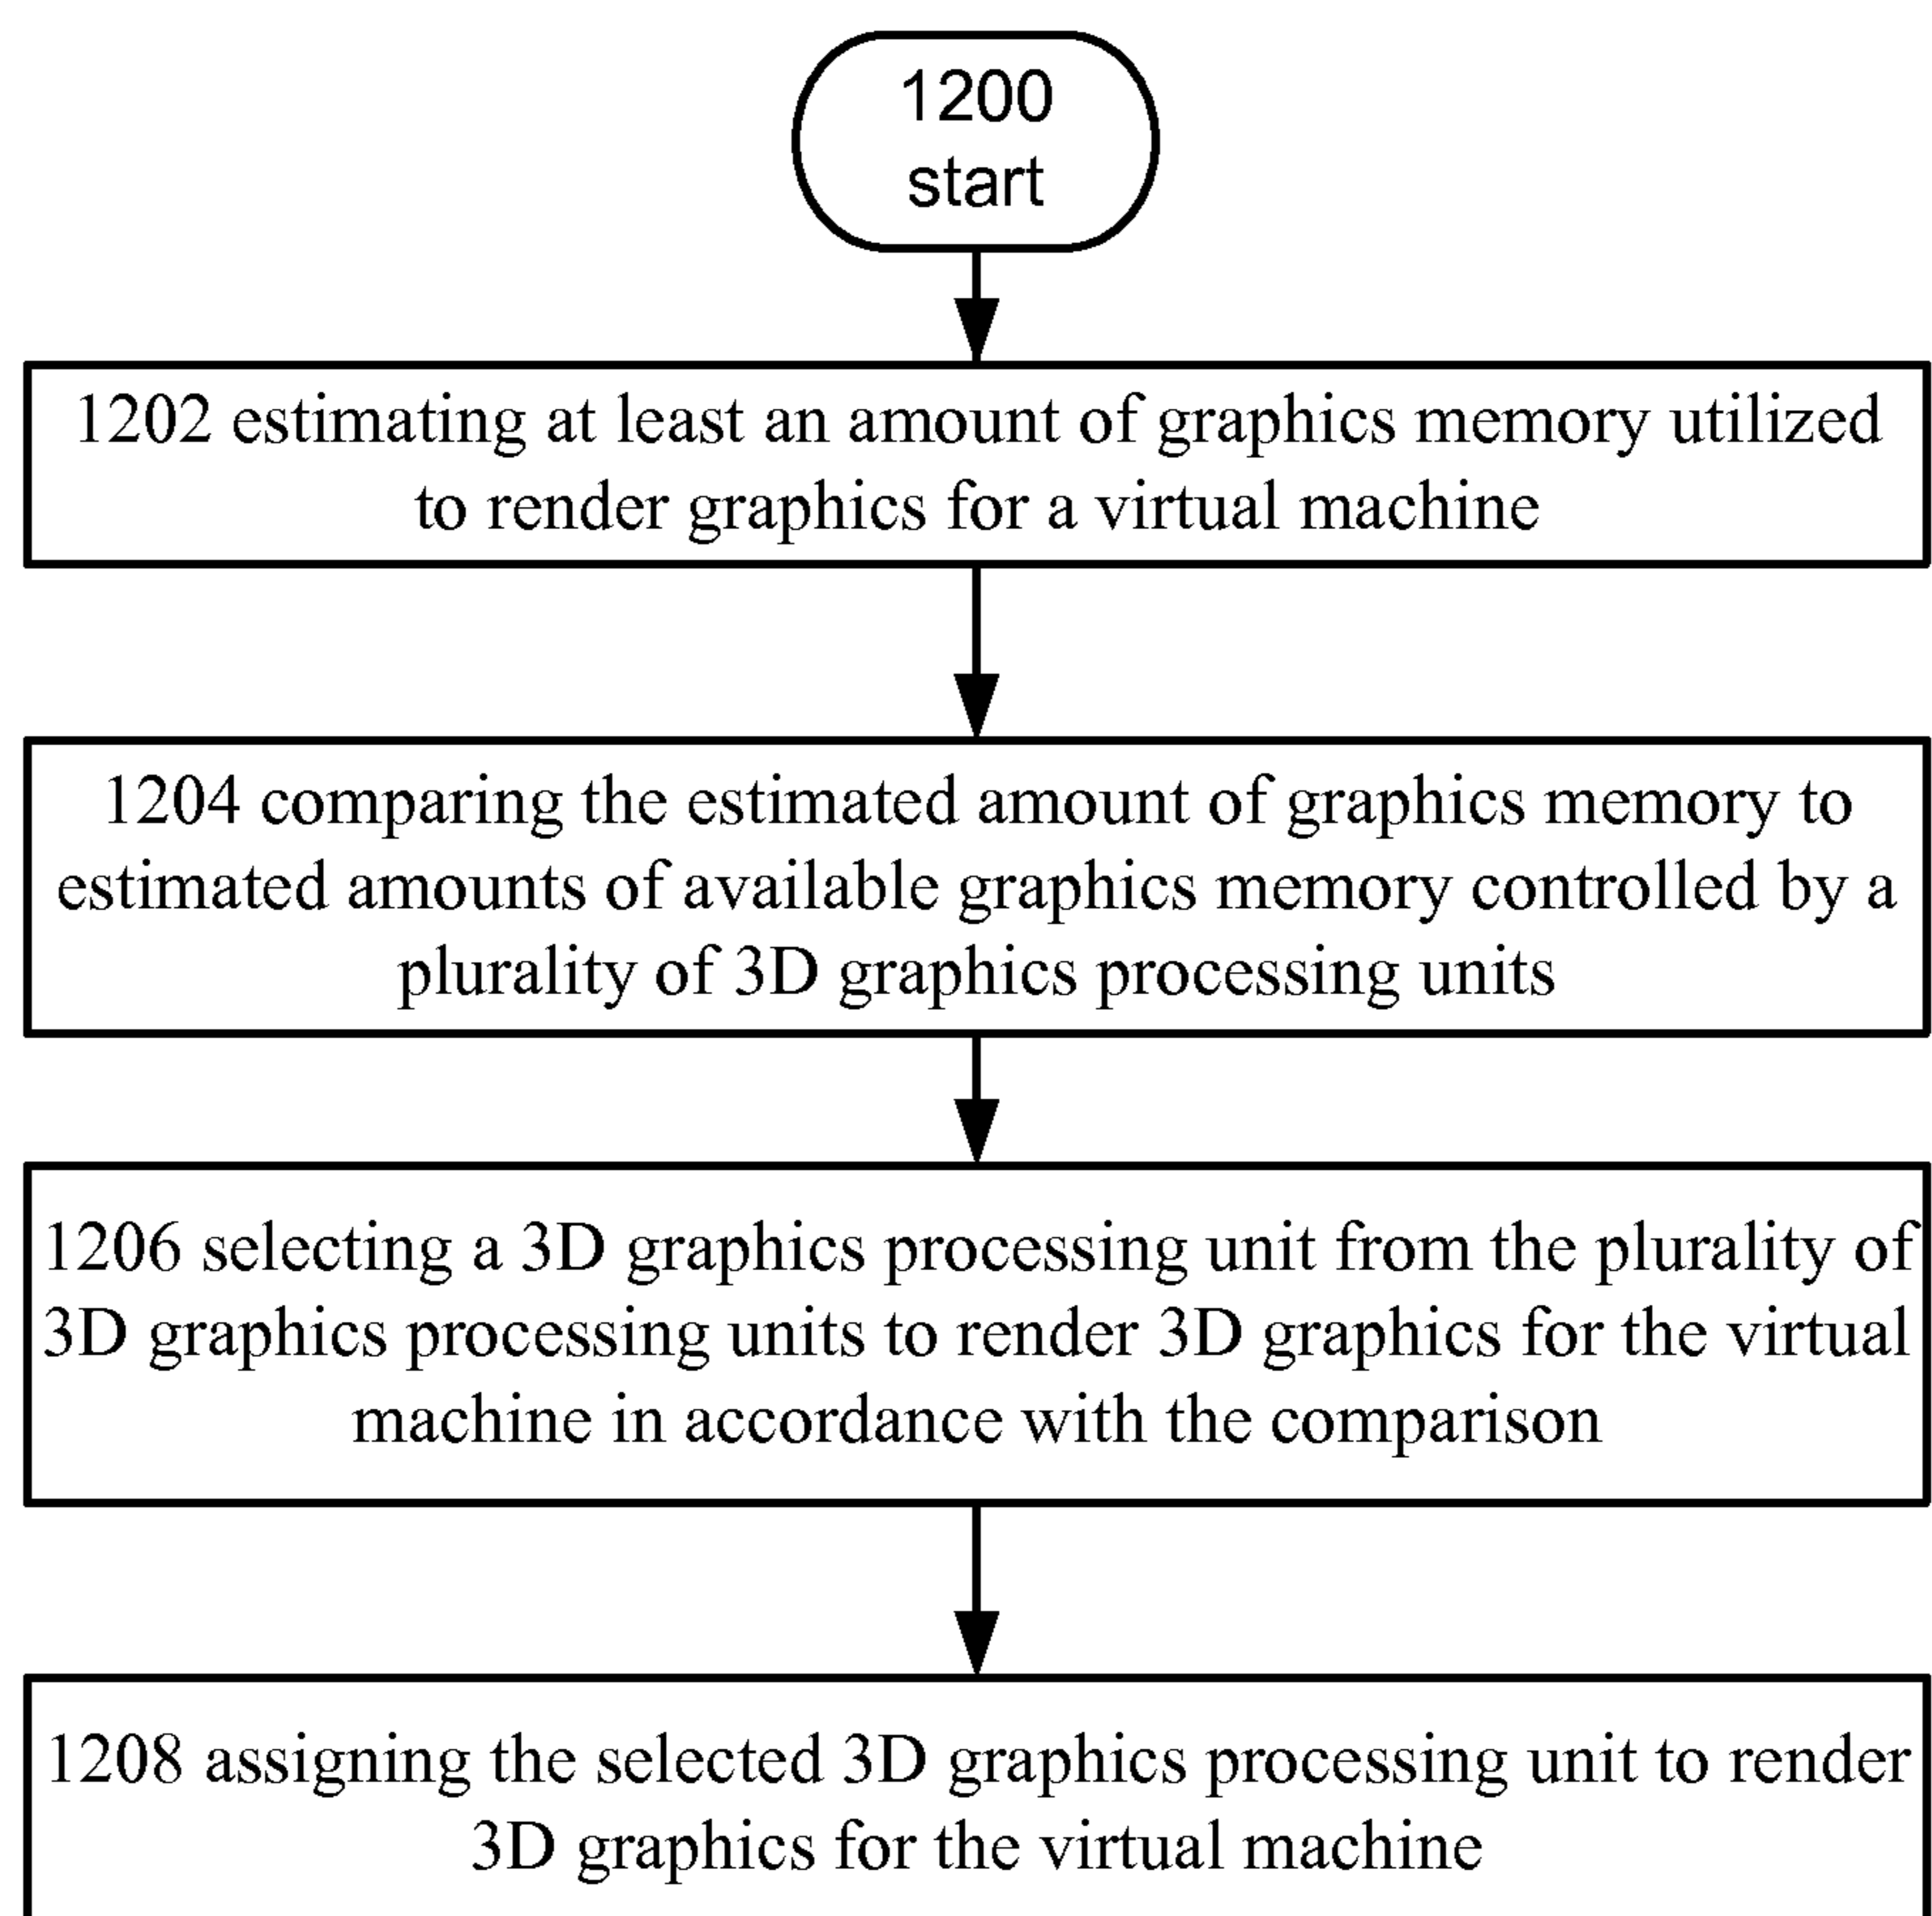 1200
start
1202 estimating at least an amount of graphics memory utilized
to render graphics for a virtual machine
1204 comparing the estimated amount of graphics memory to
estimated amounts of available graphics memory controlled by a
plurality of 3D graphics processing units
1206 selecting a 3D graphics processing unit from the plurality of
3D graphics processing units to render 3D graphics for the virtual
machine in accordance with the comparison
1208 assigning the selected 3D graphics processing unit to render
3D graphics for the virtual machine